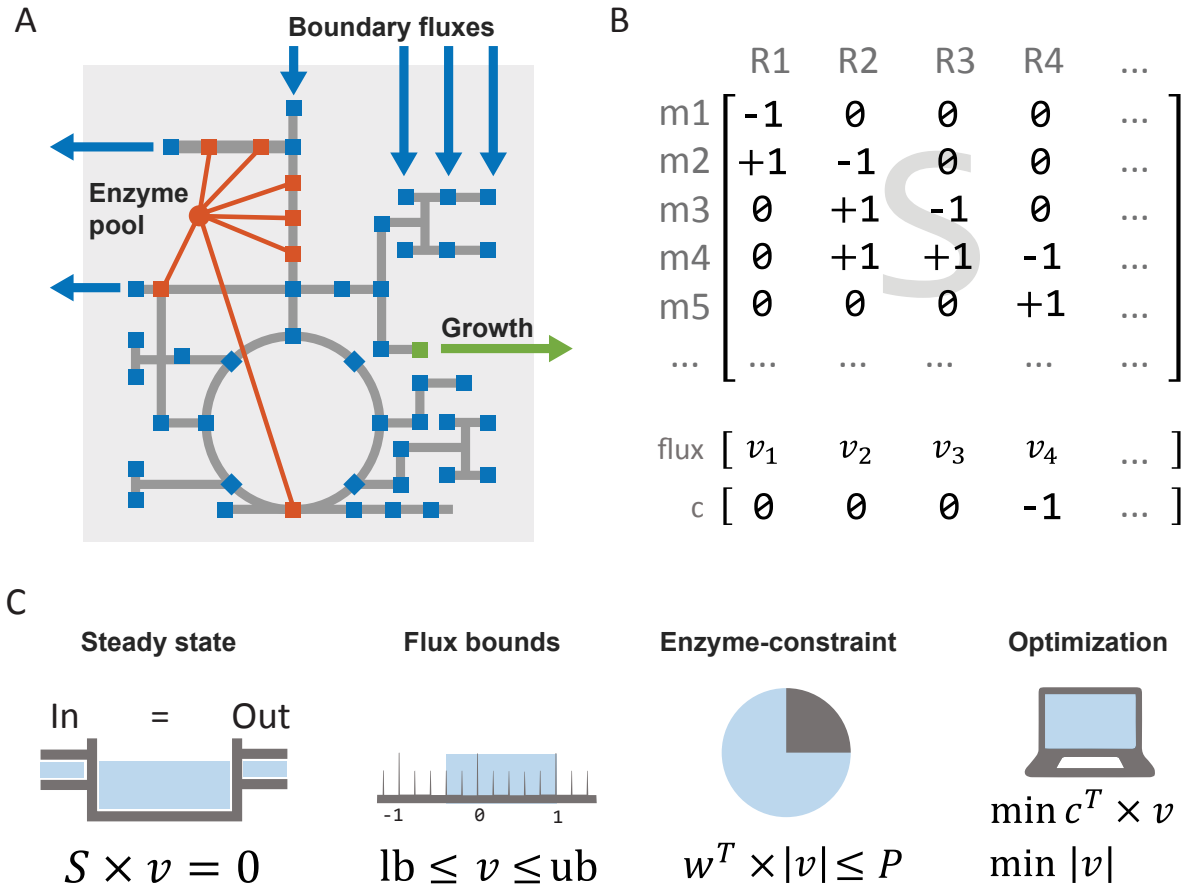 A
Boundary fluxes
Enzyme
pool
Growth
B
R1 R2 R3 R4 ...
m1 -1 0 0 0 ...
m2 +1 -1 0 0 ...
m3 0 +1 -1 0 ...
m4 0 +1 +1 -1 ...
m5 0 0 0 +1 ...
... ... ... ... ... ...
S
flux [ v₁ v₂ v₃ v₄ ... ]
c [ 0 0 0 -1 ... ]
C
Steady state
In = Out
S × v = 0
Flux bounds
-1 0 1
lb ≤ v ≤ ub
Enzyme-constraint
wᵀ × |v| ≤ P
Optimization
min cᵀ × v
min |v|